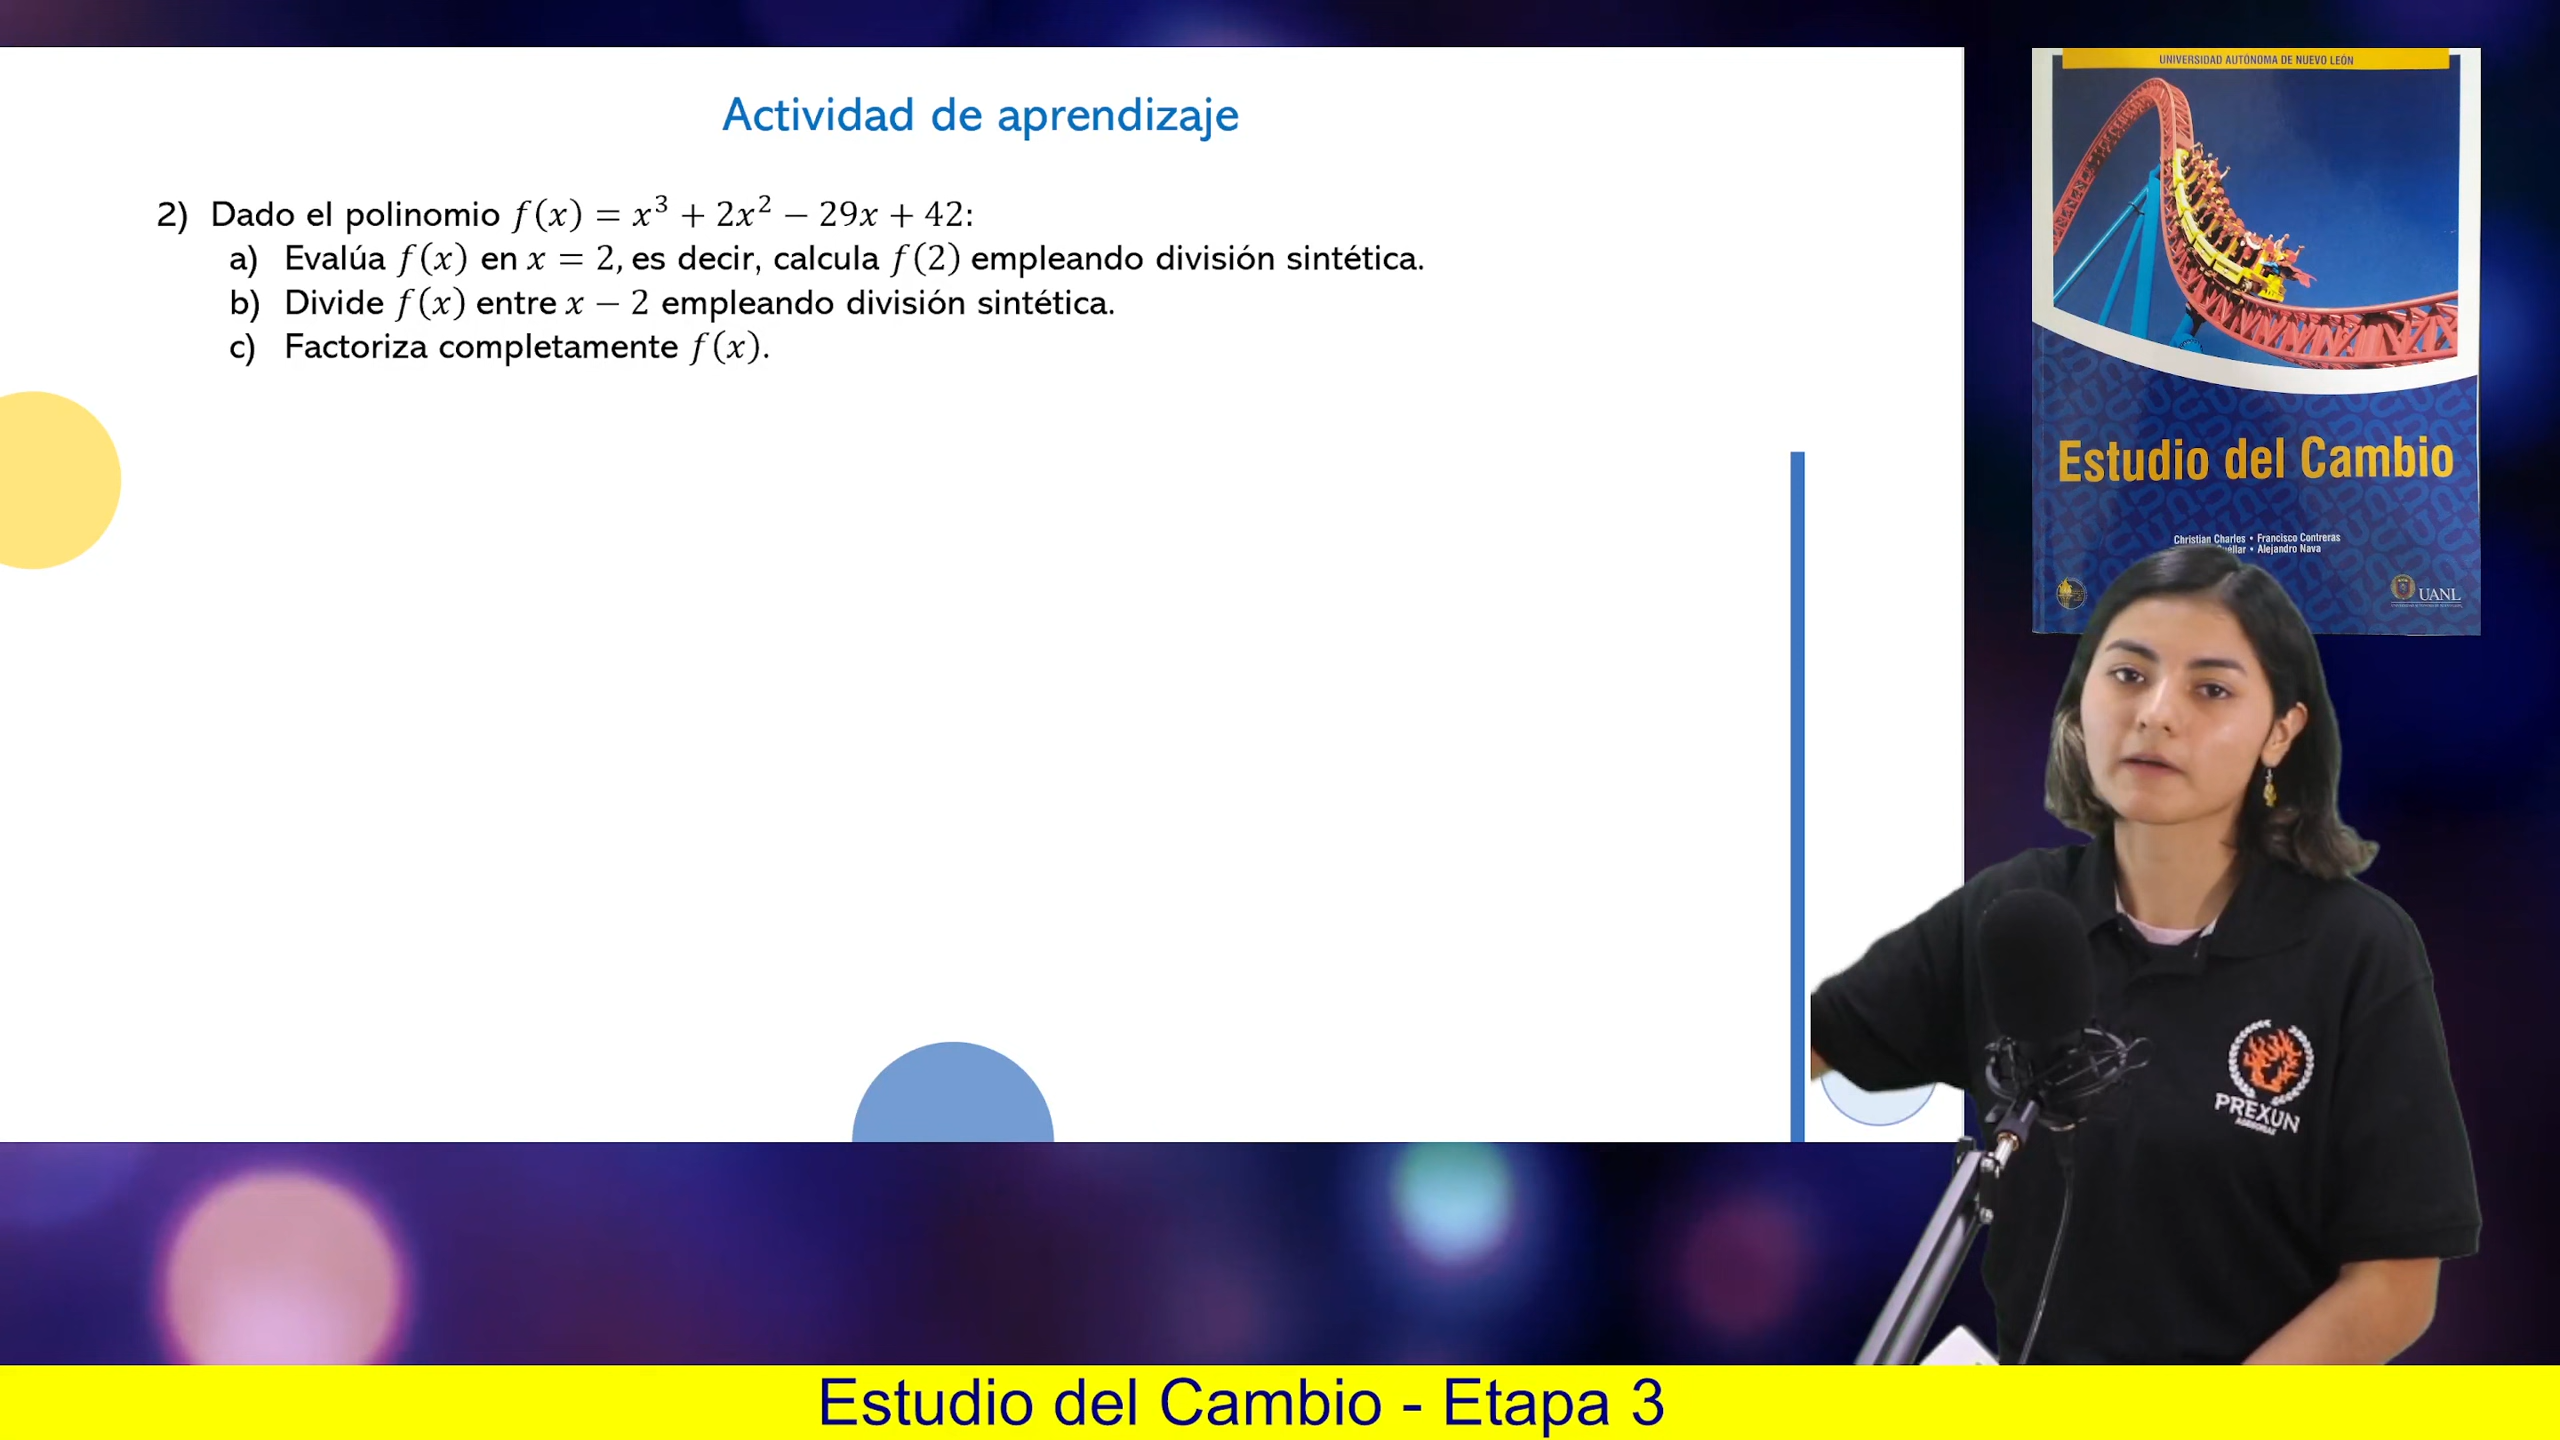 Actividad de aprendizaje
2) Dado el polinomio f(x) = x³ + 2x² − 29x + 42:
a) Evalúa f(x) en x = 2, es decir, calcula f(2) empleando división sintética.
b) Divide f(x) entre x − 2 empleando división sintética.
c) Factoriza completamente f(x).
UNIVERSIDAD AUTÓNOMA DE NUEVO LEÓN
Estudio del Cambio
Christian Charles • Francisco Contreras
• Alejandro Nava
UANL
PREXUN
ASESORÍAS
Estudio del Cambio - Etapa 3